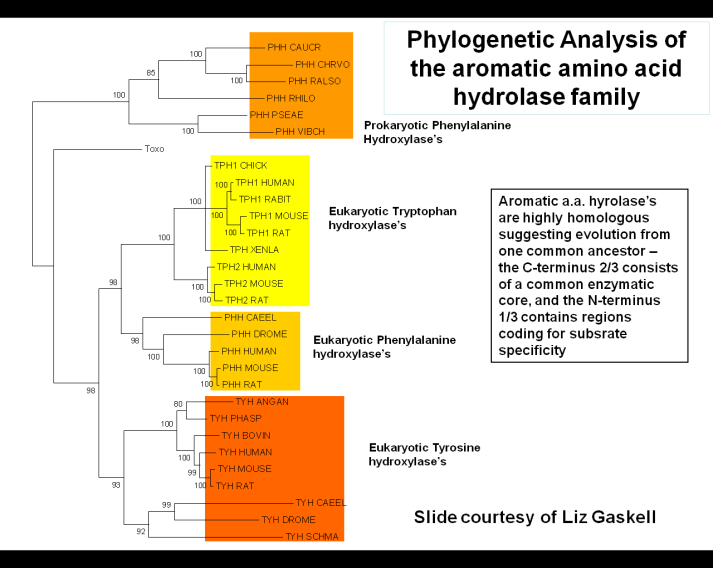 Phylogenetic Analysis of
the aromatic amino acid
hydrolase family
PHH CAUCR
100
PHH CHRVO
85
100
PHH RALSO
100
PHH RHILO
PHH PSEAE
100
PHH VIBCH
Prokaryotic Phenylalanine
Hydroxylase's
Toxo
TPH1 CHICK
100
TPH1 HUMAN
TPH1 RABIT
100
100
TPH1 MOUSE
100
TPH1 RAT
100
TPH XENLA
TPH2 HUMAN
TPH2 MOUSE
100
TPH2 RAT
Eukaryotic Tryptophan
hydroxylase's
98
PHH CAEEL
98
PHH DROME
100
PHH HUMAN
100
PHH MOUSE
100
PHH RAT
Eukaryotic Phenylalanine
hydroxylase's
98
TYH ANGAN
80
TYH PHASP
100
TYH BOVIN
100
TYH HUMAN
99
TYH MOUSE
100
TYH RAT
93
TYH CAEEL
99
TYH DROME
92
TYH SCHMA
Eukaryotic Tyrosine
hydroxylase's
Aromatic a.a. hyrolase's
are highly homologous
suggesting evolution from
one common ancestor –
the C-terminus 2/3 consists
of a common enzymatic
core, and the N-terminus
1/3 contains regions
coding for subsrate
specificity
Slide courtesy of Liz Gaskell